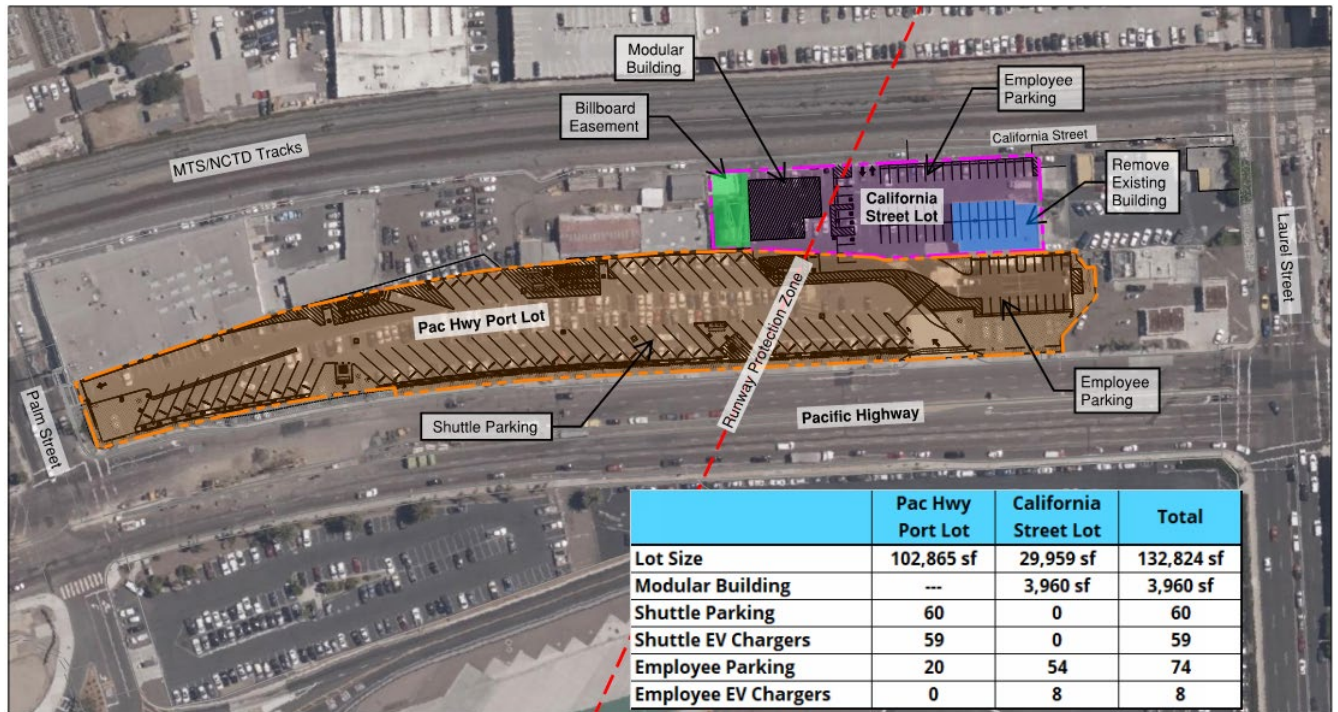 Modular
Building
Billboard
Easement
Employee
Parking
MTS/NCTD Tracks
California Street
Remove
Existing
Building
California
Street Lot
Laurel Street
Pac Hwy Port Lot
Runway Protection Zone
Employee
Parking
Palm Street
Shuttle Parking
Pacific Highway
Pac Hwy Port Lot California Street Lot Total
Lot Size 102,865 sf 29,959 sf 132,824 sf
Modular Building --- 3,960 sf 3,960 sf
Shuttle Parking 60 0 60
Shuttle EV Chargers 59 0 59
Employee Parking 20 54 74
Employee EV Chargers 0 8 8